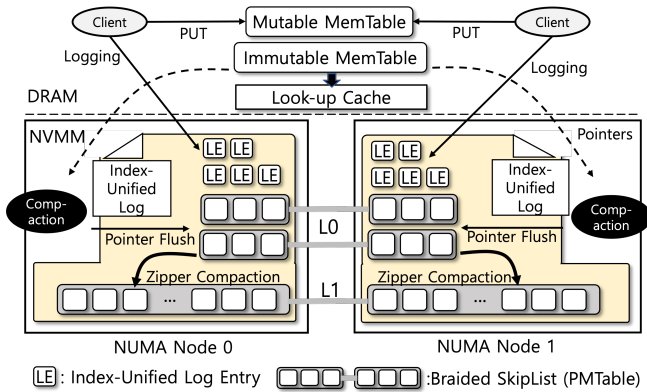 Client
PUT
Mutable MemTable
PUT
Client
Logging
Immutable MemTable
Logging
Look-up Cache
DRAM
NVMM
LE LE
LE LE LE
Index-
Unified
Log
Comp-
action
Pointer Flush
Zipper Compaction
L0
L1
LE LE
LE LE LE
Pointers
Index-
Unified
Log
Comp-
action
Pointer Flush
Zipper Compaction
...
...
NUMA Node 0
NUMA Node 1
LE : Index-Unified Log Entry
:Braided SkipList (PMTable)